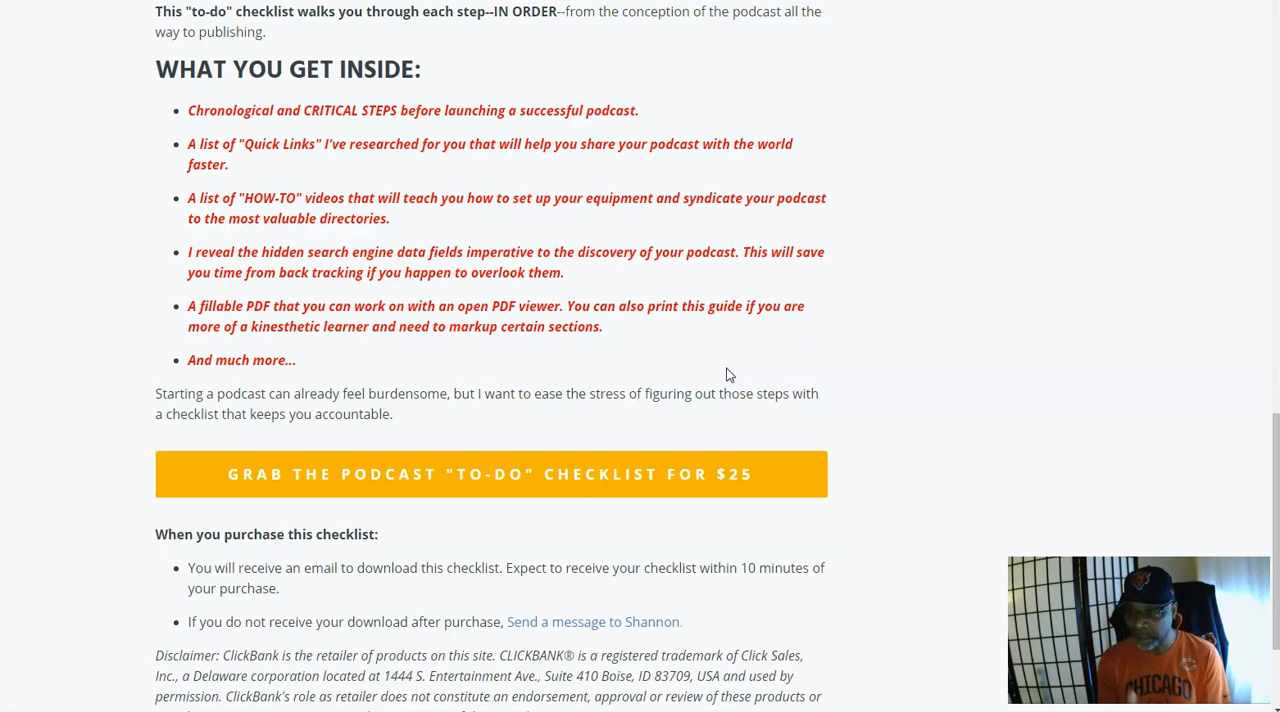 This "to-do" checklist walks you through each step--IN ORDER--from the conception of the podcast all the
way to publishing.
WHAT YOU GET INSIDE:
Chronological and CRITICAL STEPS before launching a successful podcast.
A list of "Quick Links" I've researched for you that will help you share your podcast with the world
faster.
A list of "HOW-TO" videos that will teach you how to set up your equipment and syndicate your podcast
to the most valuable directories.
I reveal the hidden search engine data fields imperative to the discovery of your podcast. This will save
you time from back tracking if you happen to overlook them.
A fillable PDF that you can work on with an open PDF viewer. You can also print this guide if you are
more of a kinesthetic learner and need to markup certain sections.
And much more...
Starting a podcast can already feel burdensome, but I want to ease the stress of figuring out those steps with
a checklist that keeps you accountable.
GRAB THE PODCAST "TO-DO" CHECKLIST FOR $25
When you purchase this checklist:
You will receive an email to download this checklist. Expect to receive your checklist within 10 minutes of
your purchase.
If you do not receive your download after purchase, Send a message to Shannon.
Disclaimer: ClickBank is the retailer of products on this site. CLICKBANK® is a registered trademark of Click Sales,
Inc., a Delaware corporation located at 1444 S. Entertainment Ave., Suite 410 Boise, ID 83709, USA and used by
permission. ClickBank's role as retailer does not constitute an endorsement, approval or review of these products or
CHICAGO